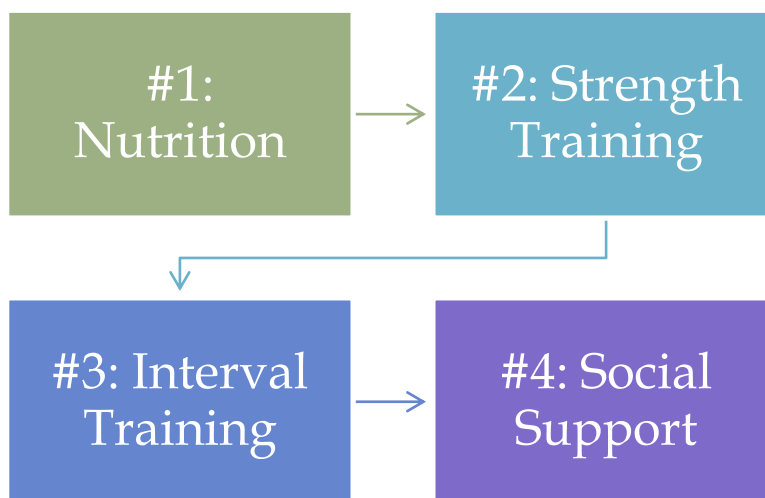 #1:
Nutrition
#2: Strength
Training
#3: Interval
Training
#4: Social
Support